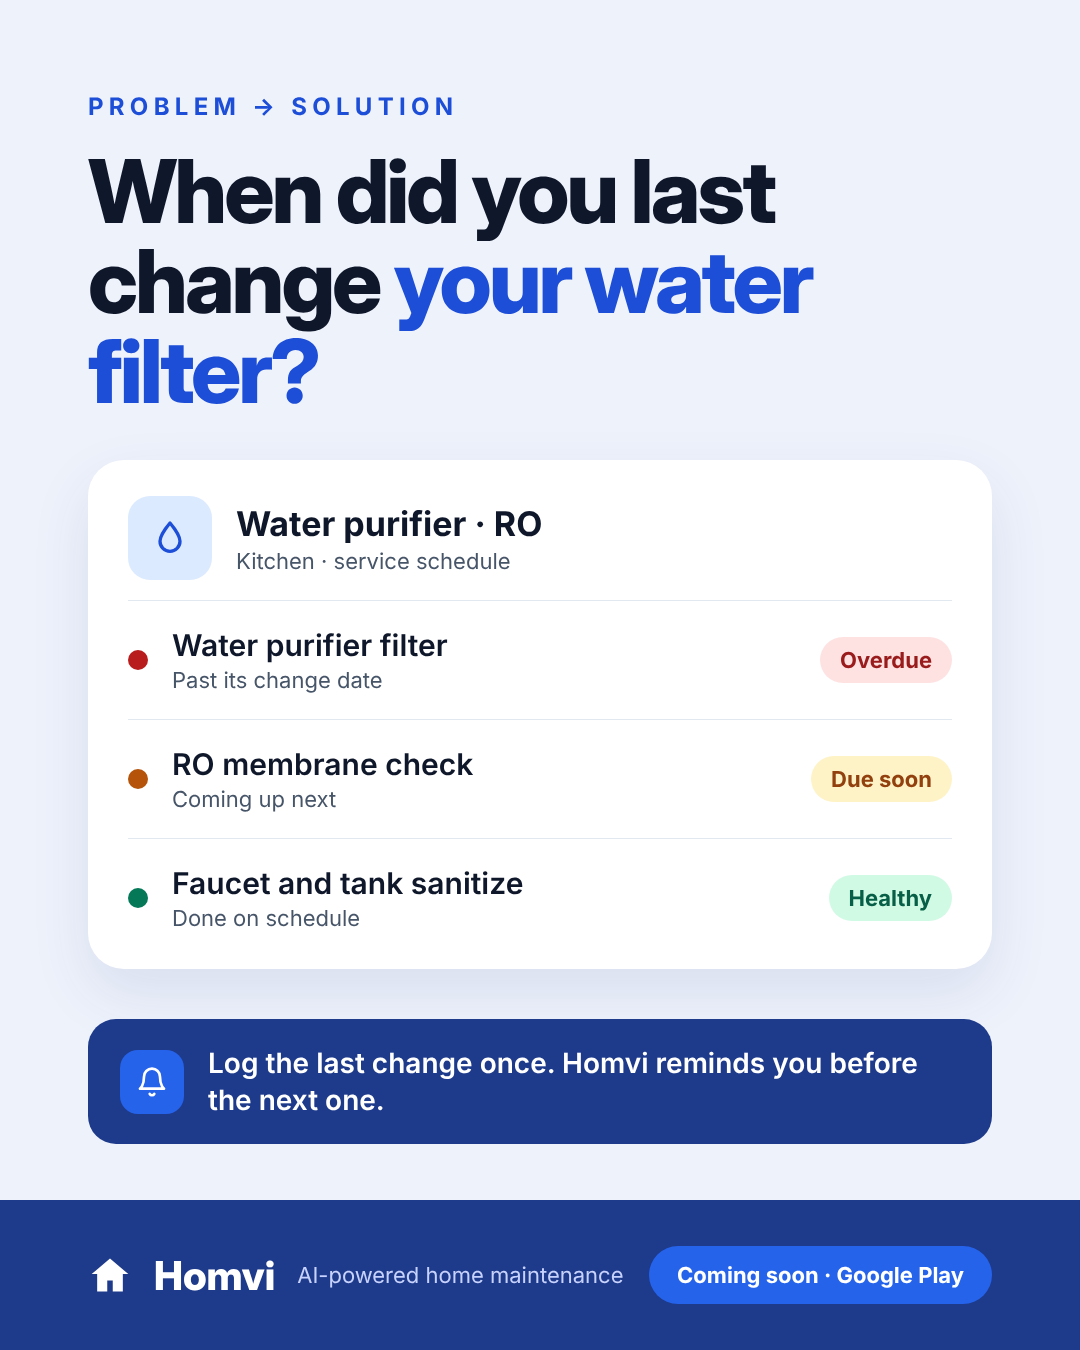 PROBLEM → SOLUTION
When did you last
change your water
filter?
Water purifier · RO
Kitchen · service schedule
Water purifier filter
Past its change date
Overdue
RO membrane check
Coming up next
Due soon
Faucet and tank sanitize
Done on schedule
Healthy
Log the last change once. Homvi reminds you before
the next one.
Homvi AI-powered home maintenance Coming soon · Google Play